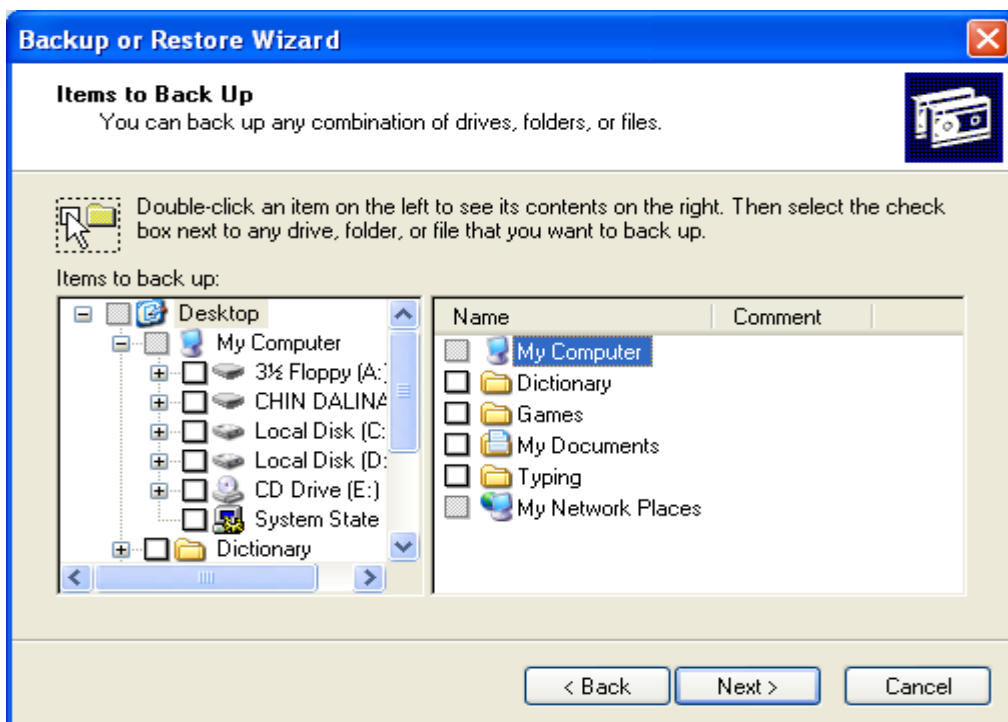 Backup or Restore Wizard
Items to Back Up
You can back up any combination of drives, folders, or files.
Double-click an item on the left to see its contents on the right. Then select the check
box next to any drive, folder, or file that you want to back up.
Items to back up:
Desktop
My Computer
3½ Floppy (A:)
CHIN DALINA
Local Disk (C:
Local Disk (D:
CD Drive (E:)
System State
Dictionary
Name Comment
My Computer
Dictionary
Games
My Documents
Typing
My Network Places
< Back Next > Cancel